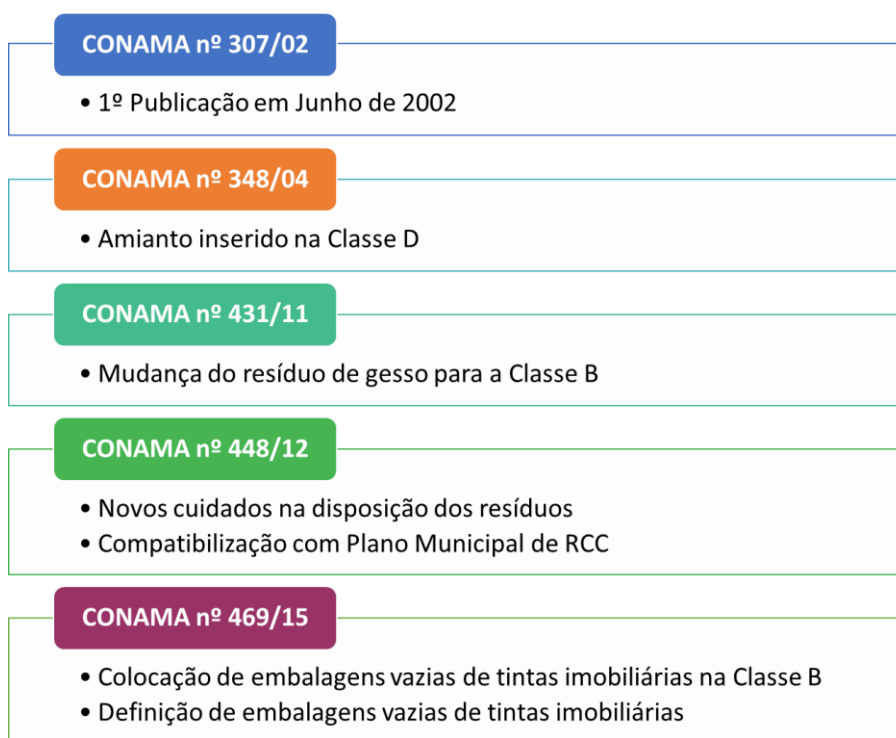 CONAMA nº 307/02
• 1º Publicação em Junho de 2002
CONAMA nº 348/04
• Amianto inserido na Classe D
CONAMA nº 431/11
• Mudança do resíduo de gesso para a Classe B
CONAMA nº 448/12
• Novos cuidados na disposição dos resíduos
• Compatibilização com Plano Municipal de RCC
CONAMA nº 469/15
• Colocação de embalagens vazias de tintas imobiliárias na Classe B
• Definição de embalagens vazias de tintas imobiliárias